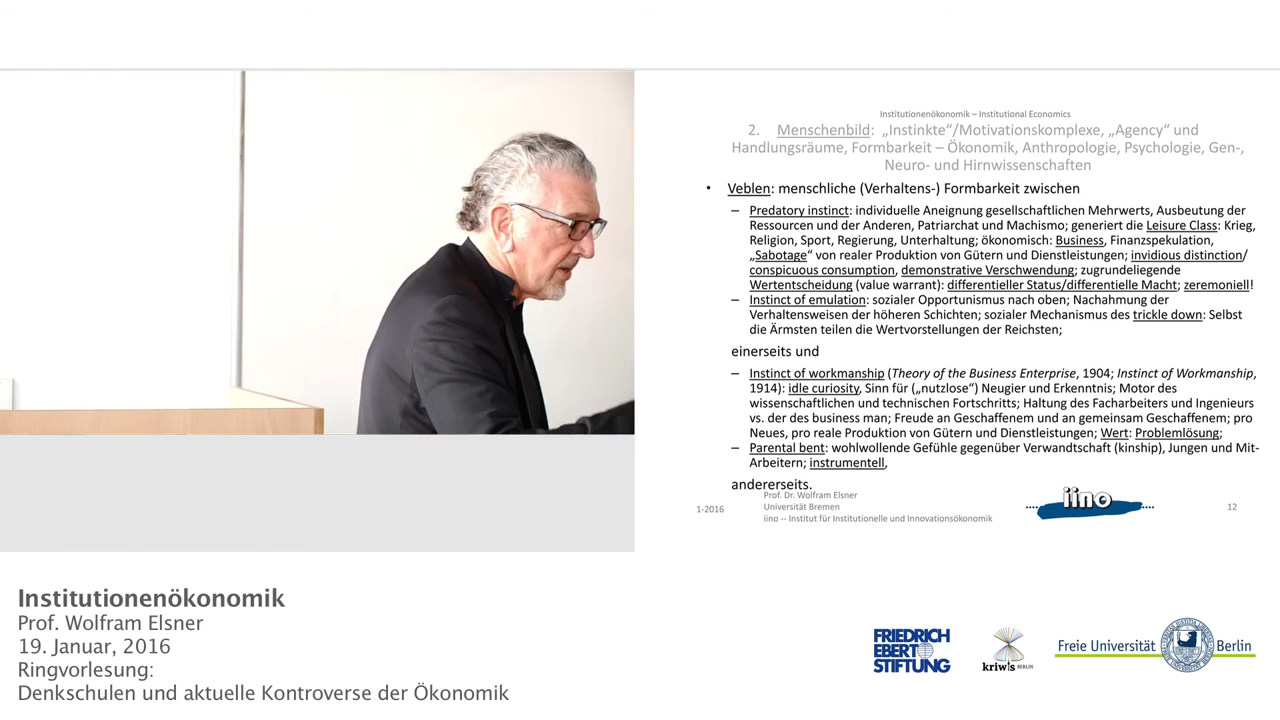 Institutionenökonomik – Institutional Economics
2. Menschenbild: „Instinkte“/Motivationskomplexe, „Agency“ und
Handlungsräume, Formbarkeit – Ökonomik, Anthropologie, Psychologie, Gen-,
Neuro- und Hirnwissenschaften
• Veblen: menschliche (Verhaltens-) Formbarkeit zwischen
– Predatory instinct: individuelle Aneignung gesellschaftlichen Mehrwerts, Ausbeutung der
Ressourcen und der Anderen, Patriarchat und Machismo; generiert die Leisure Class: Krieg,
Religion, Sport, Regierung, Unterhaltung; ökonomisch: Business, Finanzspekulation,
„Sabotage“ von realer Produktion von Gütern und Dienstleistungen; invidious distinction/
conspicuous consumption, demonstrative Verschwendung; zugrundeliegende
Wertentscheidung (value warrant): differentieller Status/differentielle Macht; zeremoniell!
– Instinct of emulation: sozialer Opportunismus nach oben; Nachahmung der
Verhaltensweisen der höheren Schichten; sozialer Mechanismus des trickle down: Selbst
die Ärmsten teilen die Wertvorstellungen der Reichsten;
einerseits und
– Instinct of workmanship (Theory of the Business Enterprise, 1904; Instinct of Workmanship,
1914): idle curiosity, Sinn für („nutzlose“) Neugier und Erkenntnis; Motor des
wissenschaftlichen und technischen Fortschritts; Haltung des Facharbeiters und Ingenieurs
vs. der des business man; Freude an Geschaffenem und an gemeinsam Geschaffenem; pro
Neues, pro reale Produktion von Gütern und Dienstleistungen; Wert: Problemlösung;
– Parental bent: wohlwollende Gefühle gegenüber Verwandtschaft (kinship), Jungen und Mit-
Arbeitern; instrumentell,
andererseits.
1-2016
Prof. Dr. Wolfram Elsner
Universität Bremen
iino -- Institut für Institutionelle und Innovationsökonomik
iino
12
Institutionenökonomik
Prof. Wolfram Elsner
19. Januar, 2016
Ringvorlesung:
Denkschulen und aktuelle Kontroverse der Ökonomik
FRIEDRICH
EBERT
STIFTUNG
kriwis BERLIN
Freie Universität Berlin